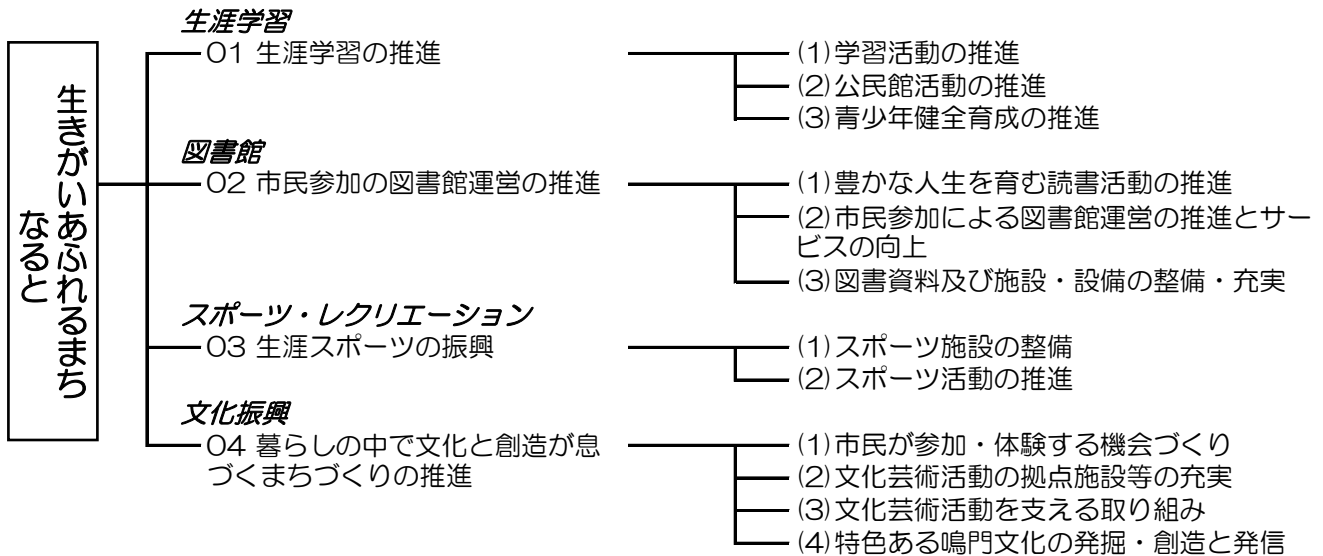 生きがいあふれるまち
なると
生涯学習
01 生涯学習の推進
(1)学習活動の推進
(2)公民館活動の推進
(3)青少年健全育成の推進
図書館
02 市民参加の図書館運営の推進
(1)豊かな人生を育む読書活動の推進
(2)市民参加による図書館運営の推進とサー
ビスの向上
(3)図書資料及び施設・設備の整備・充実
スポーツ・レクリエーション
03 生涯スポーツの振興
(1)スポーツ施設の整備
(2)スポーツ活動の推進
文化振興
04 暮らしの中で文化と創造が息
づくまちづくりの推進
(1)市民が参加・体験する機会づくり
(2)文化芸術活動の拠点施設等の充実
(3)文化芸術活動を支える取り組み
(4)特色ある鳴門文化の発掘・創造と発信